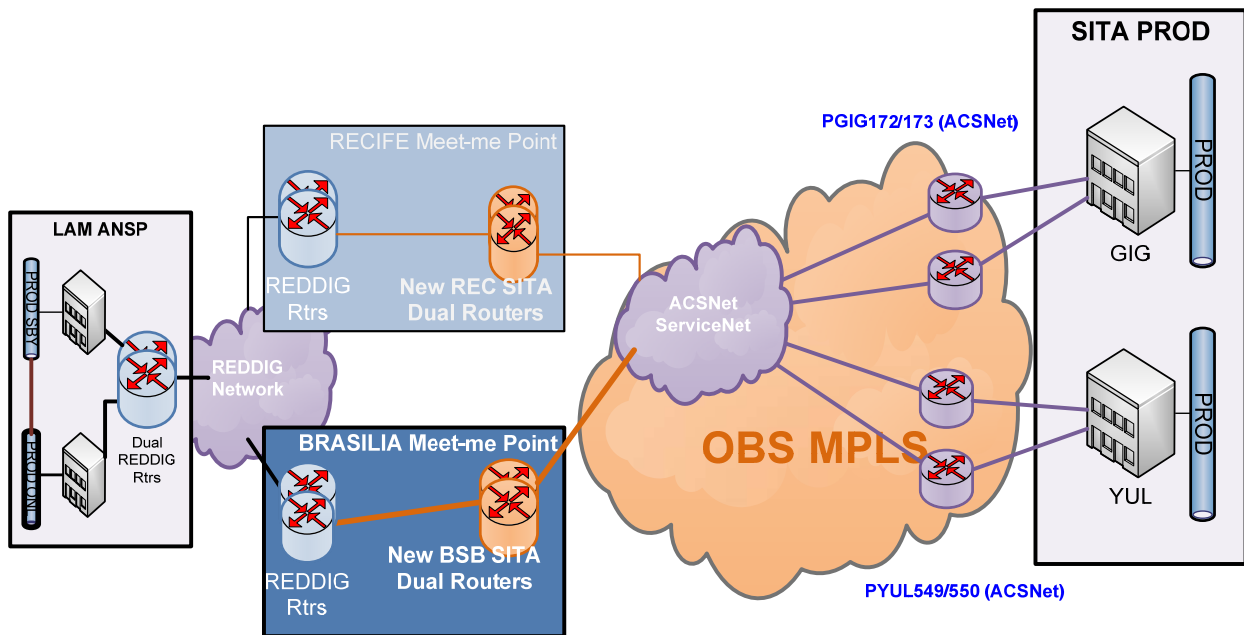 SITA PROD
PGIG172/173 (ACSNet)
RECIFE Meet-me Point
PROD
GIG
LAM ANSP
PROD SBY
REDDIG
Rtrs
New REC SITA
Dual Routers
ACSNet
ServiceNet
REDDIG
Network
PROD
Dual
REDDIG
Rtrs
BRASILIA Meet-me Point
OBS MPLS
YUL
New BSB SITA
Dual Routers
REDDIG
Rtrs
PYUL549/550 (ACSNet)